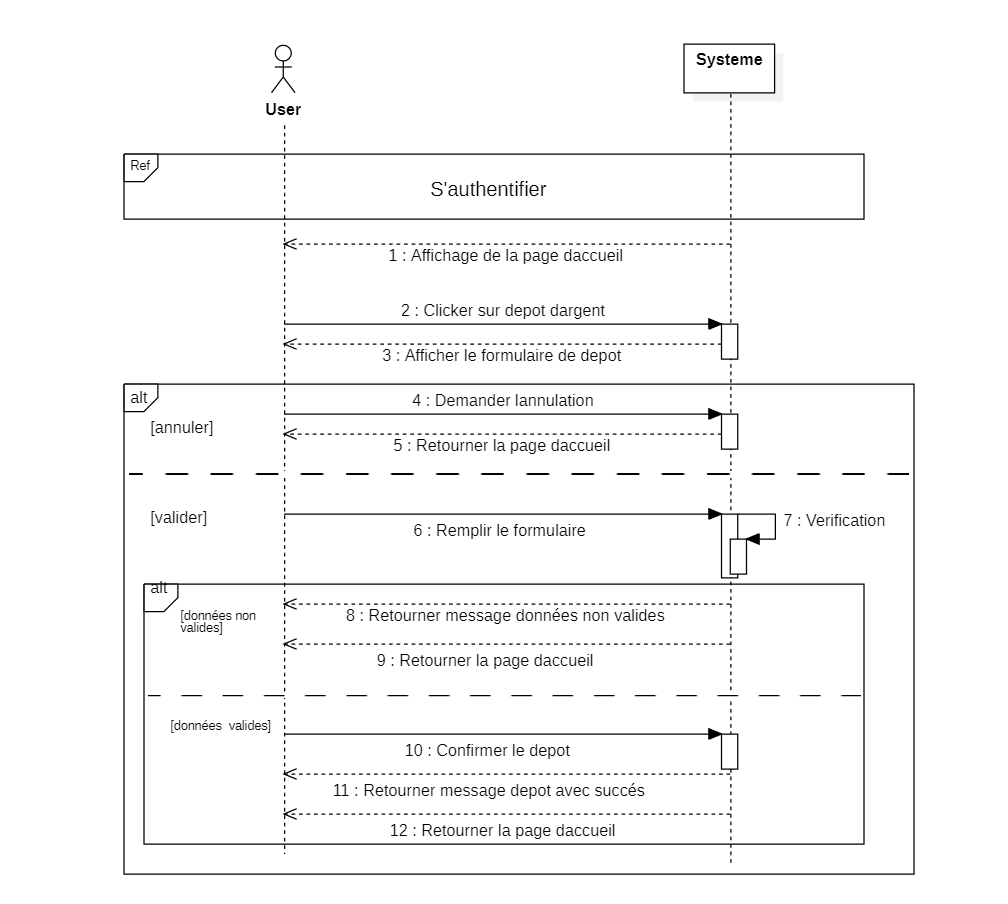 Systeme
User
Ref
S'authentifier
1 : Affichage de la page daccueil
2 : Clicker sur depot dargent
3 : Afficher le formulaire de depot
alt
4 : Demander lannulation
[annuler]
5 : Retourner la page daccueil
[valider]
6 : Remplir le formulaire
7 : Verification
alt
[données non
valides]
8 : Retourner message données non valides
9 : Retourner la page daccueil
[données  valides]
10 : Confirmer le depot
11 : Retourner message depot avec succés
12 : Retourner la page daccueil